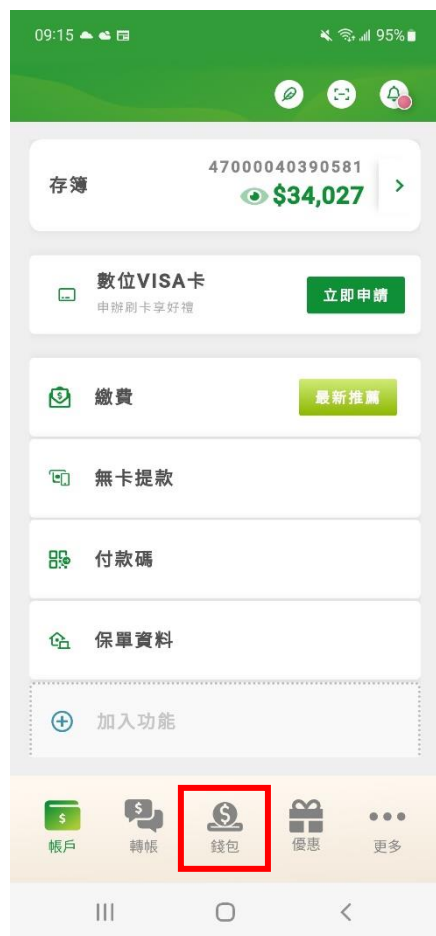 09:15
95%
47000040390581
存簿
$34,027
數位VISA卡
申辦刷卡享好禮
立即申請
繳費
最新推薦
無卡提款
付款碼
保單資料
加入功能
帳戶
轉帳
錢包
優惠
更多